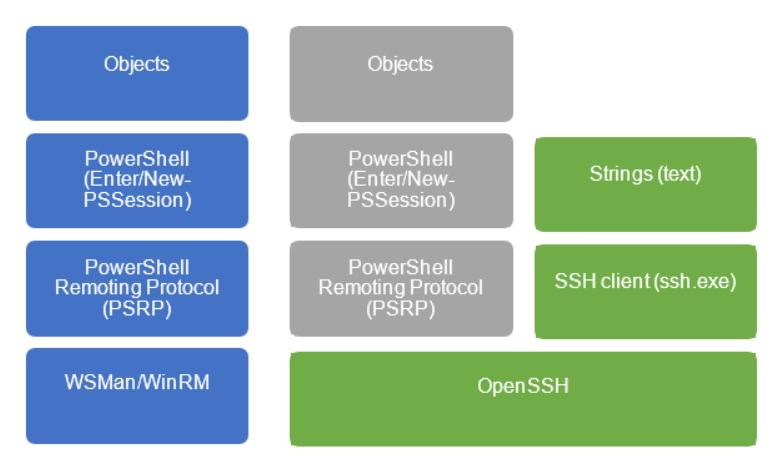 Objects
PowerShell
(Enter/New-
PSSession)
PowerShell
Remoting Protocol
(PSRP)
WSMan/WinRM
Objects
PowerShell
(Enter/New-
PSSession)
PowerShell
Remoting Protocol
(PSRP)
Strings (text)
SSH client (ssh.exe)
OpenSSH